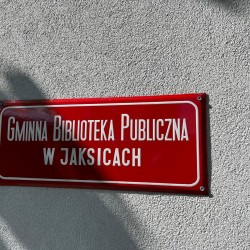 GMINNA BIBLIOTEKA PUBLICZNA
W JAKSICACH